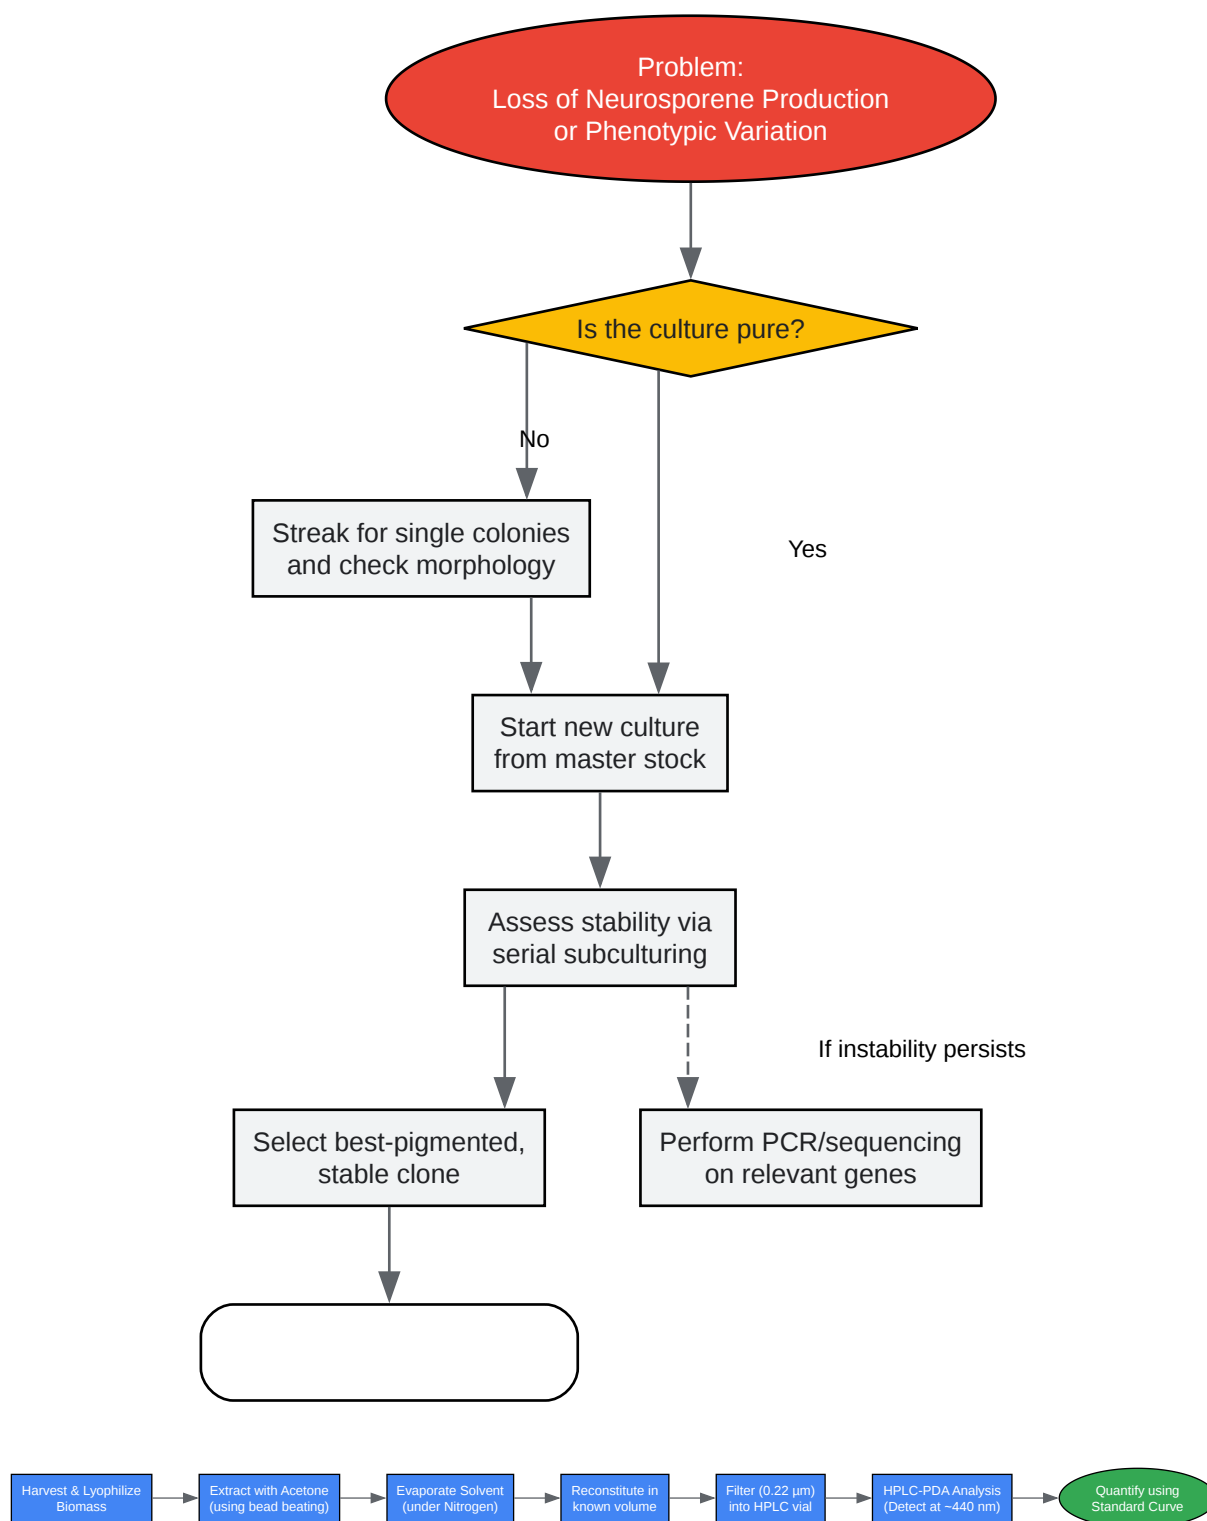 Problem:
Loss of Neurosporene Production
or Phenotypic Variation
Is the culture pure?
No
Streak for single colonies
and check morphology
Yes
Start new culture
from master stock
Assess stability via
serial subculturing
If instability persists
Select best-pigmented,
stable clone
Perform PCR/sequencing
on relevant genes
Harvest & Lyophilize
Biomass
Extract with Acetone
(using bead beating)
Evaporate Solvent
(under Nitrogen)
Reconstitute in
known volume
Filter (0.22 µm)
into HPLC vial
HPLC-PDA Analysis
(Detect at ~440 nm)
Quantify using
Standard Curve